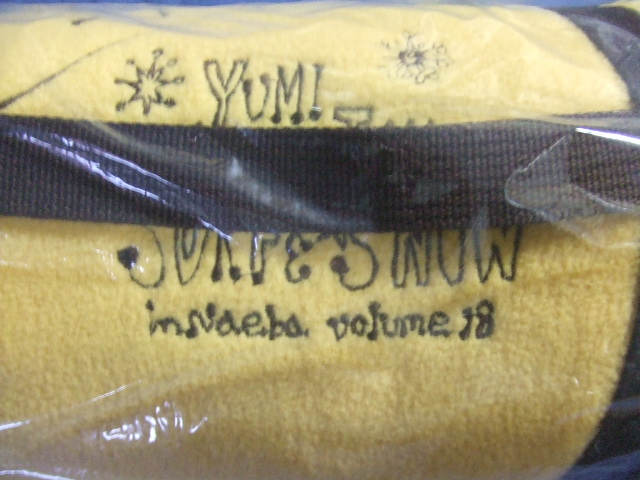 YUMI
SURF & SNOW
in Naeba. volume. 18